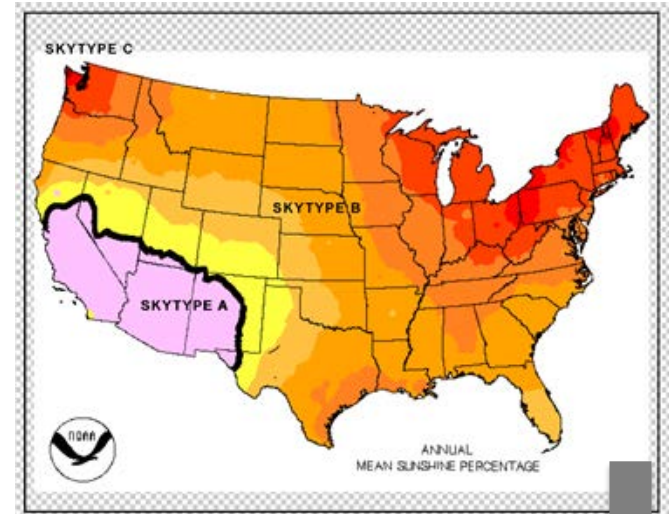 SKYTYPE C
SKYTYPE B
SKYTYPE A
NOAA
ANNUAL
MEAN SUNSHINE PERCENTAGE